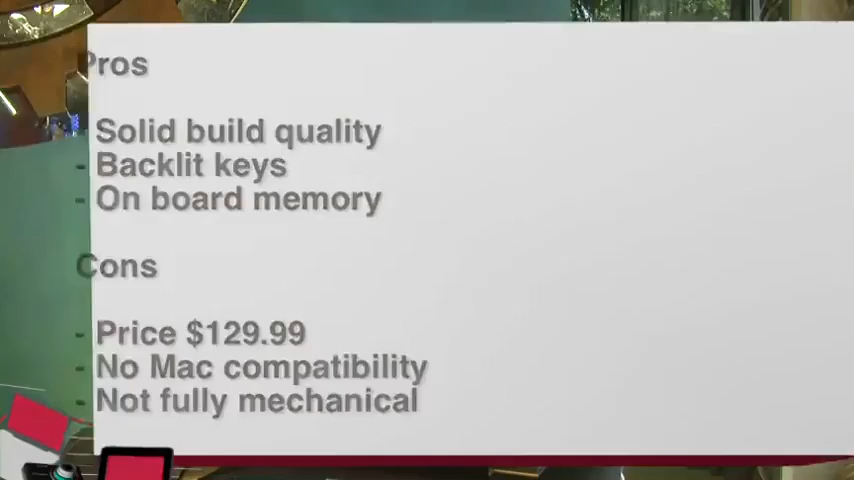 Pros
Solid build quality
- Backlit keys
- On board memory
Cons
- Price $129.99
- No Mac compatibility
- Not fully mechanical